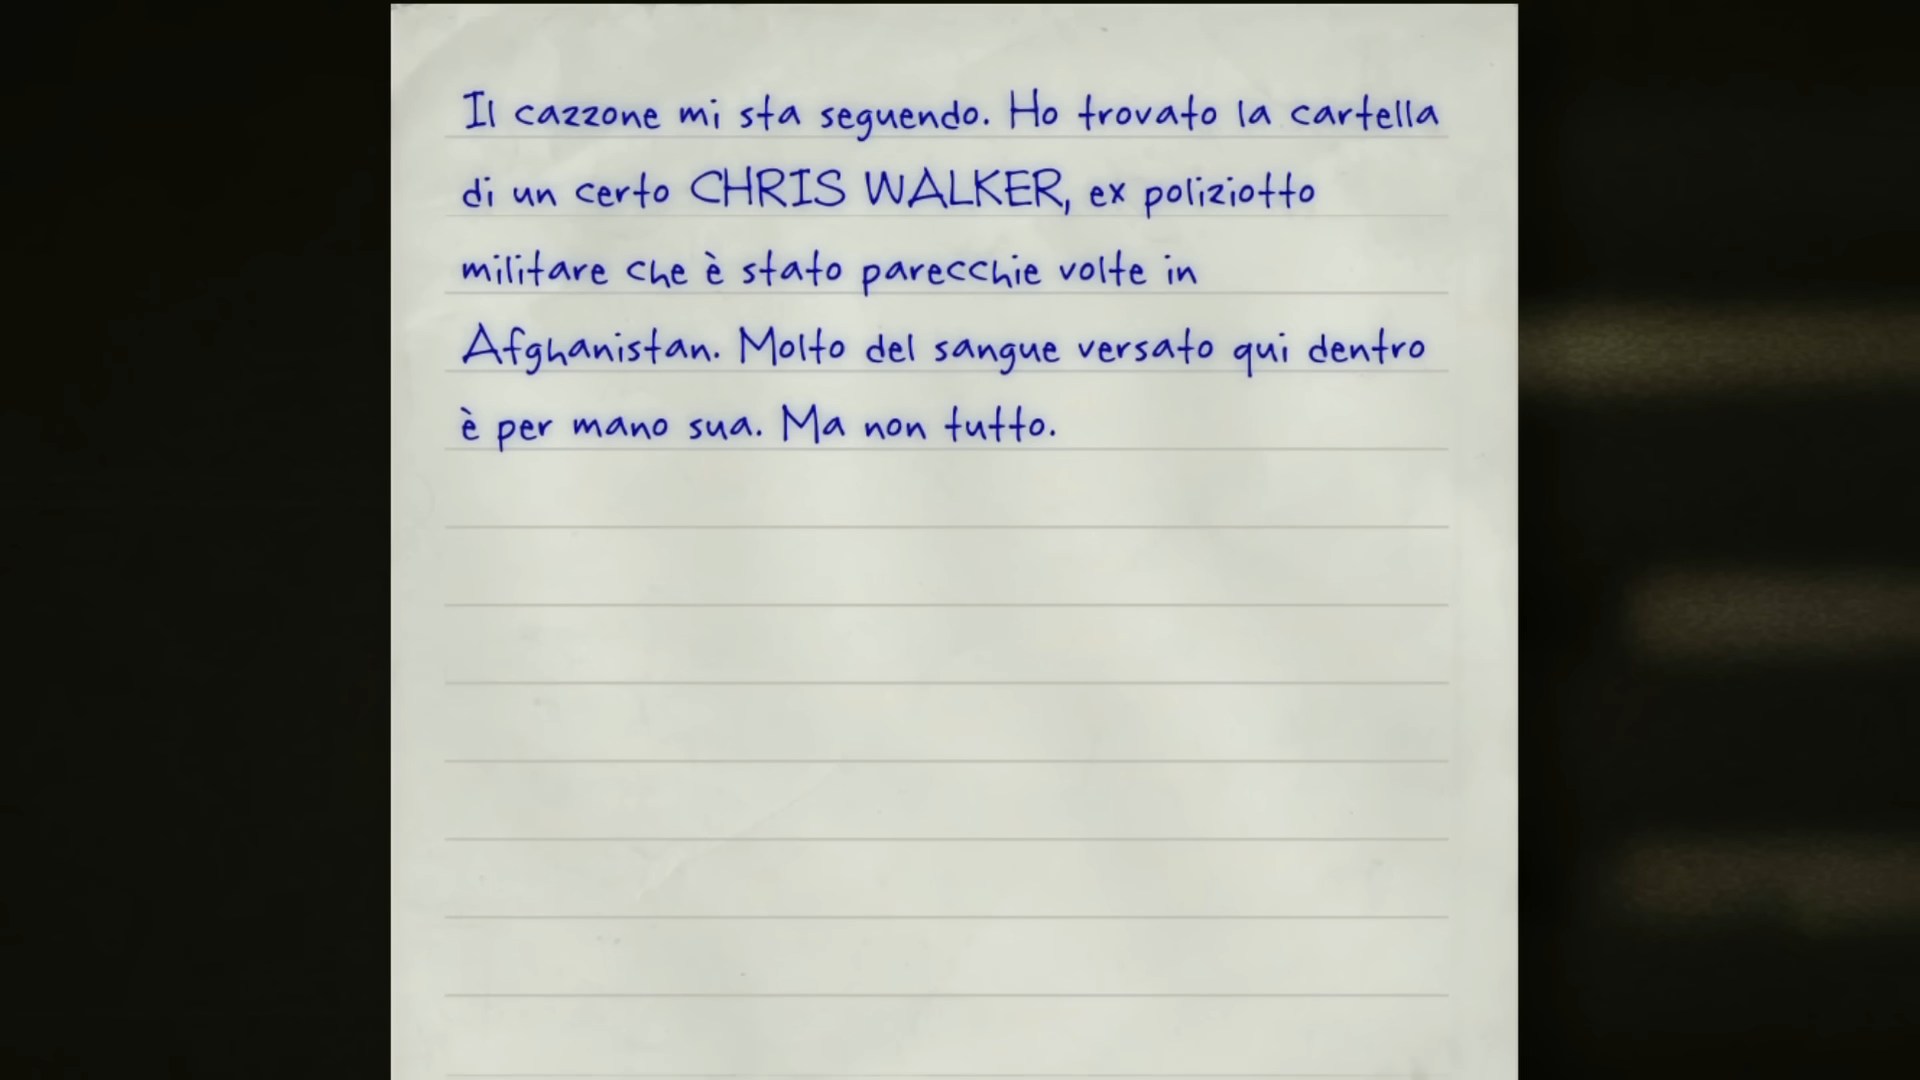 Il cazzone mi sta seguendo. Ho trovato la cartella
di un certo CHRIS WALKER, ex poliziotto
militare che è stato parecchie volte in
Afghanistan. Molto del sangue versato qui dentro
è per mano sua. Ma non tutto.